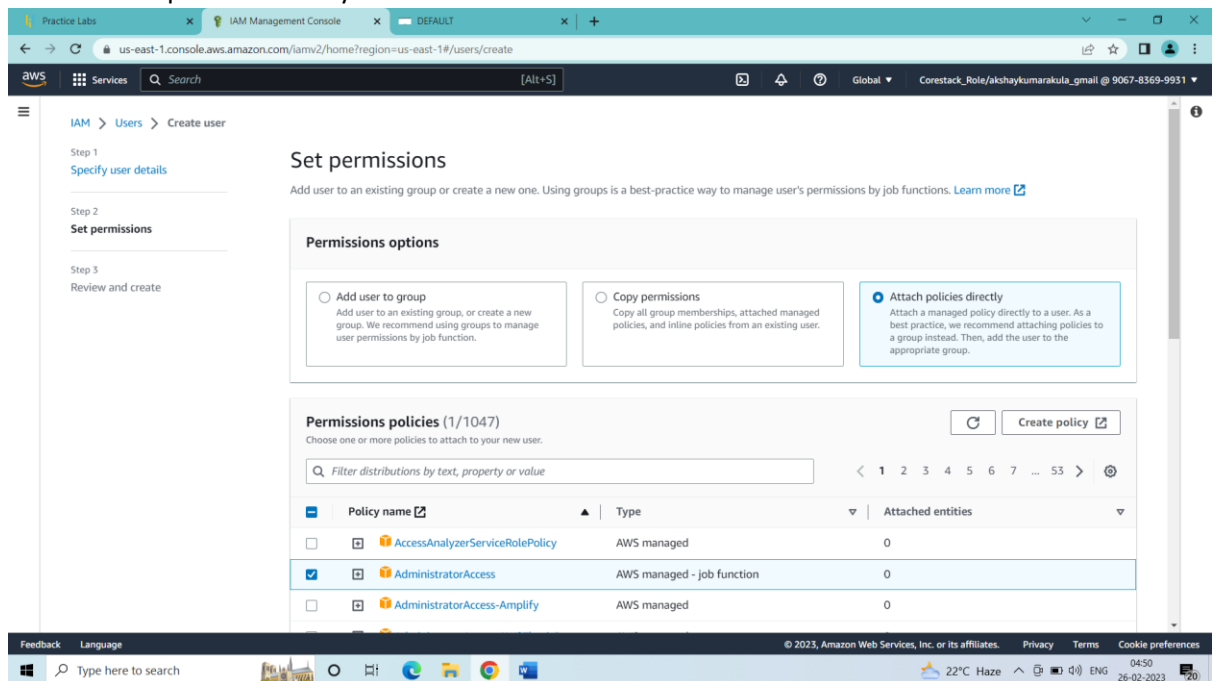 Practice Labs
IAM Management Console
DEFAULT
us-east-1.console.aws.amazon.com/iamv2/home?region=us-east-1#/users/create
aws
Services
Search
[Alt+S]
Global
Corestack_Role/akshaykumarakula_gmail @ 9067-8369-9931
IAM > Users > Create user
Step 1
Specify user details
Step 2
Set permissions
Step 3
Review and create
Set permissions
Add user to an existing group or create a new one. Using groups is a best-practice way to manage user's permissions by job functions. Learn more
Permissions options
Add user to group
Add user to an existing group, or create a new
group. We recommend using groups to manage
user permissions by job function.
Copy permissions
Copy all group memberships, attached managed
policies, and inline policies from an existing user.
Attach policies directly
Attach a managed policy directly to a user. As a
best practice, we recommend attaching policies to
a group instead. Then, add the user to the
appropriate group.
Permissions policies (1/1047)
Choose one or more policies to attach to your new user.
Create policy
Filter distributions by text, property or value
1 2 3 4 5 6 7 ... 53
Policy name Type Attached entities
AccessAnalyzerServiceRolePolicy AWS managed 0
AdministratorAccess AWS managed - job function 0
AdministratorAccess-Amplify AWS managed 0
Feedback Language © 2023, Amazon Web Services, Inc. or its affiliates. Privacy Terms Cookie preferences
Type here to search
22°C Haze
ENG
04:50
26-02-2023
20